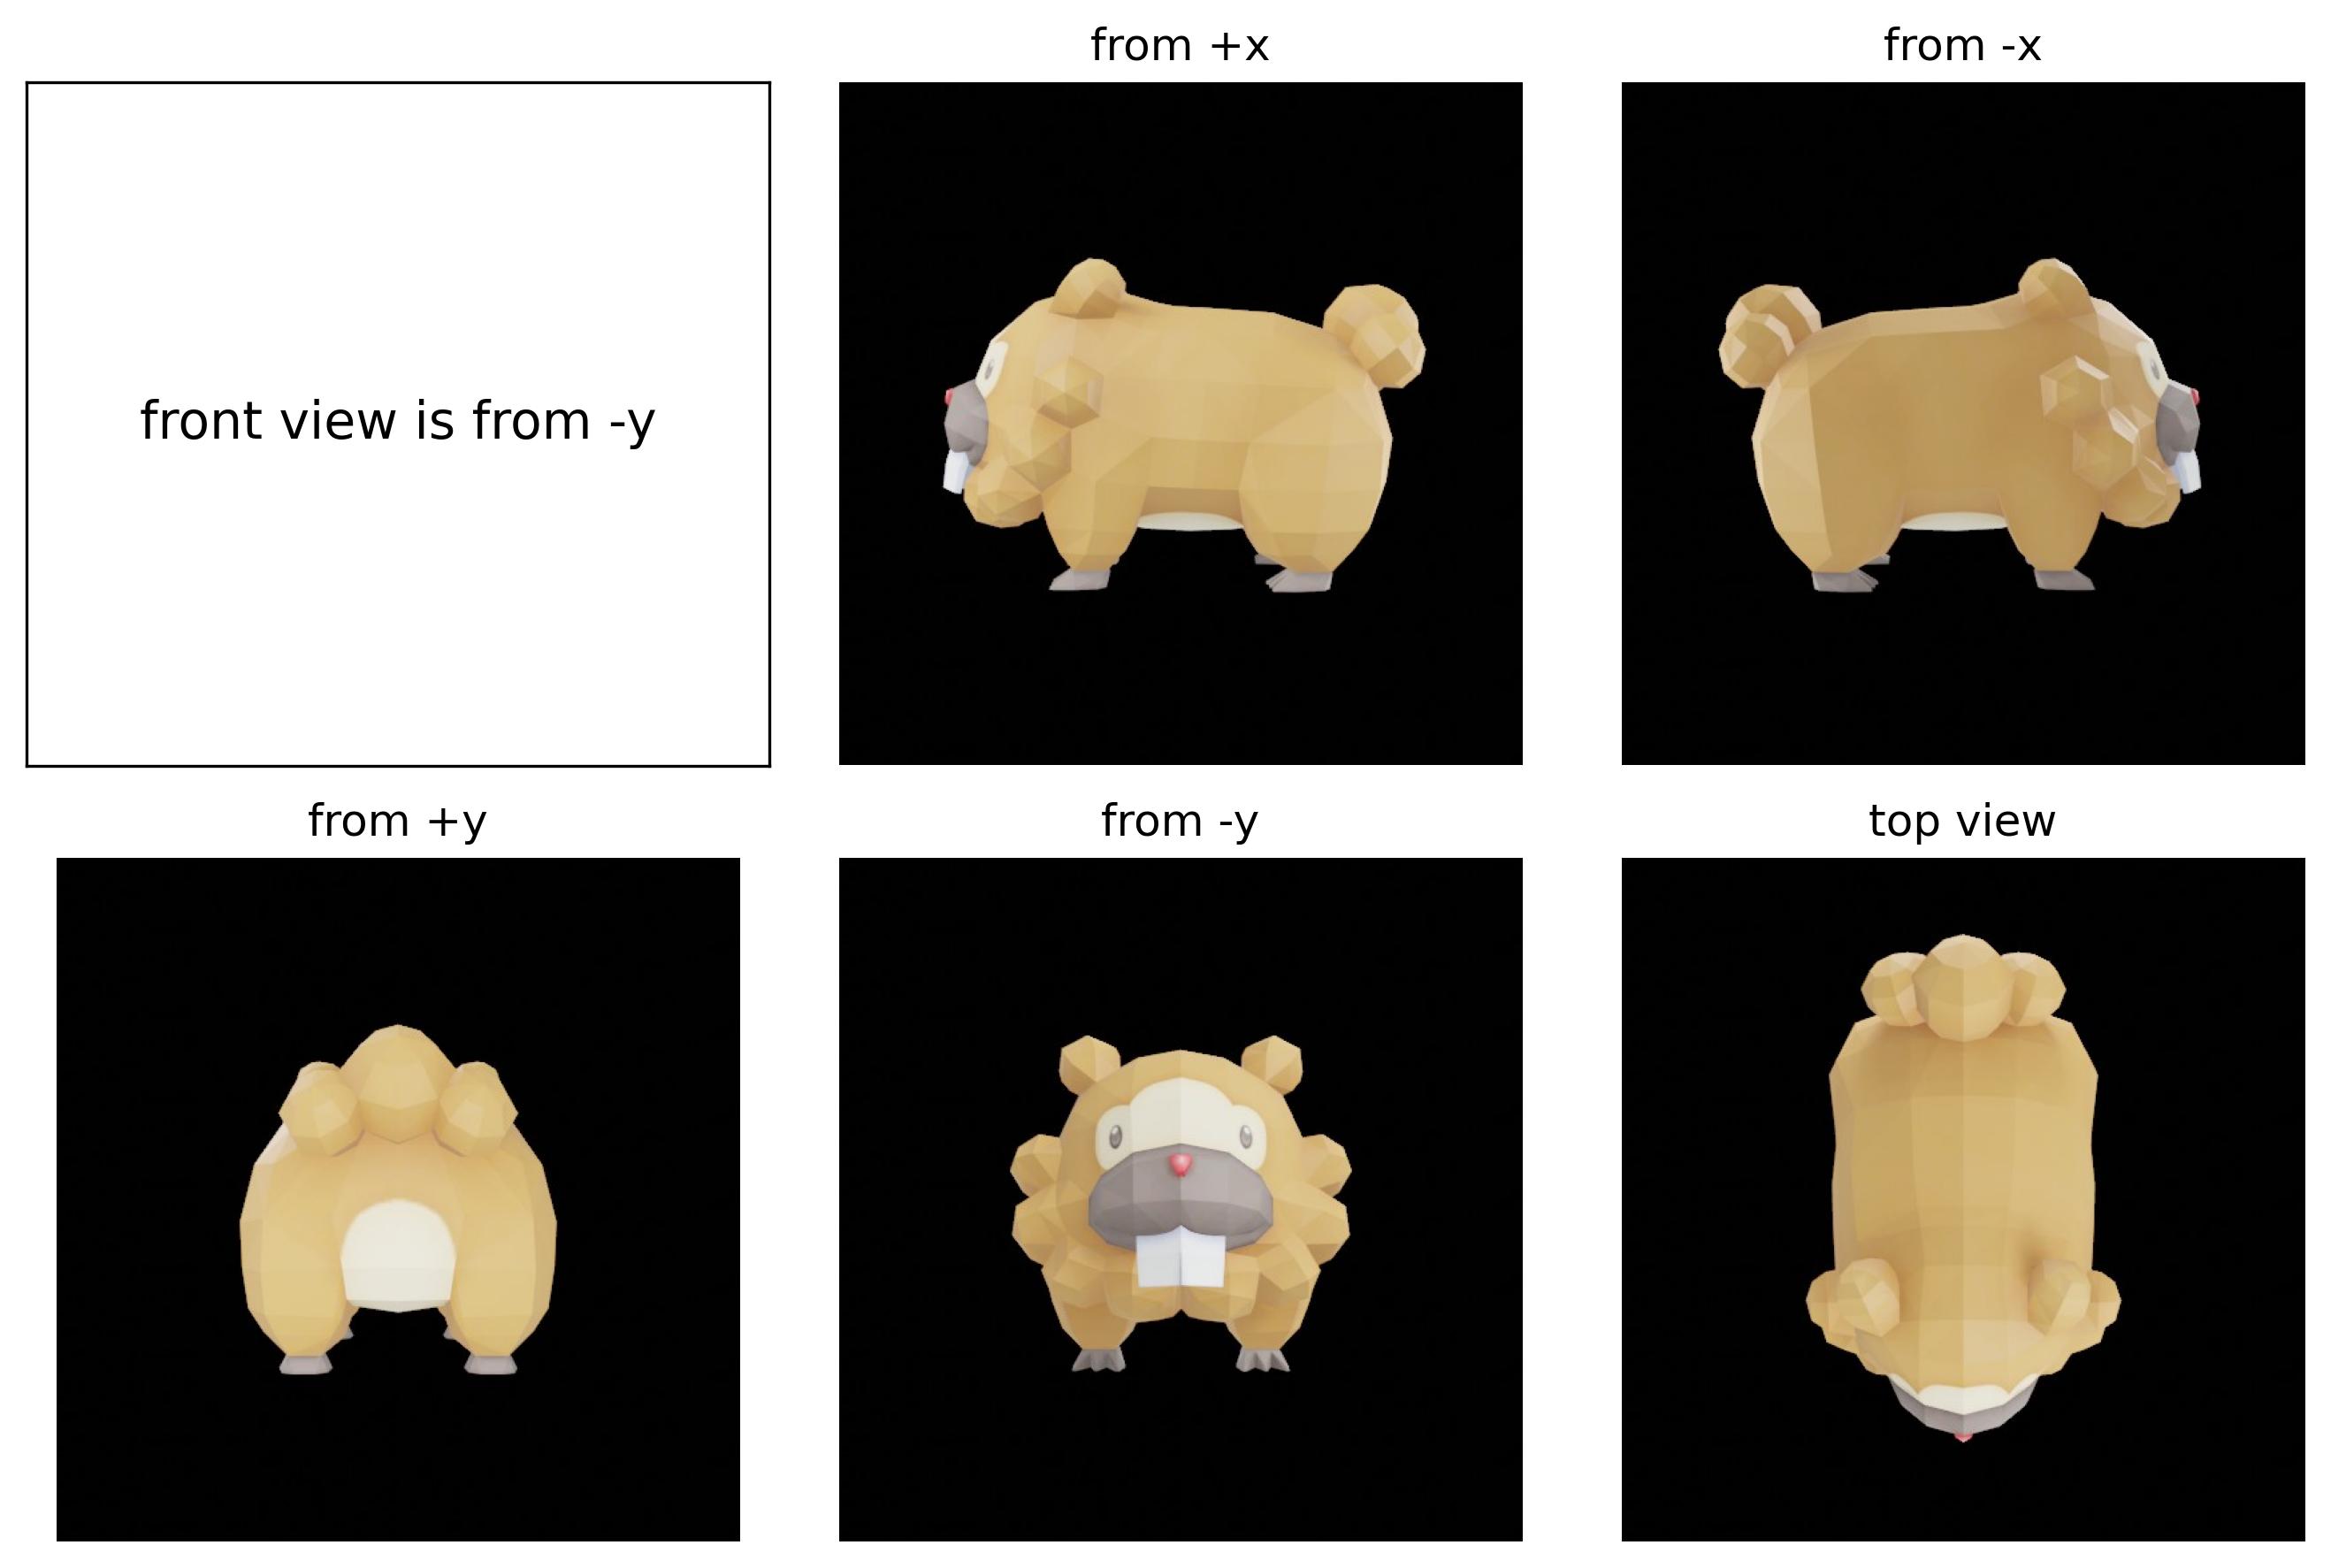 from +x
from -x
front view is from -y
from +y
from -y
top view